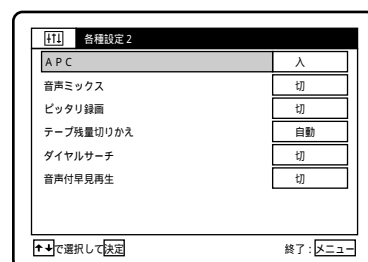 各種設定 2
A P C 入
音声ミックス 切
ピッタリ録画 切
テープ残量切りかえ 自動
ダイヤルサーチ 切
音声付早見再生 切
↑↓で選択して決定 終了：メニュー